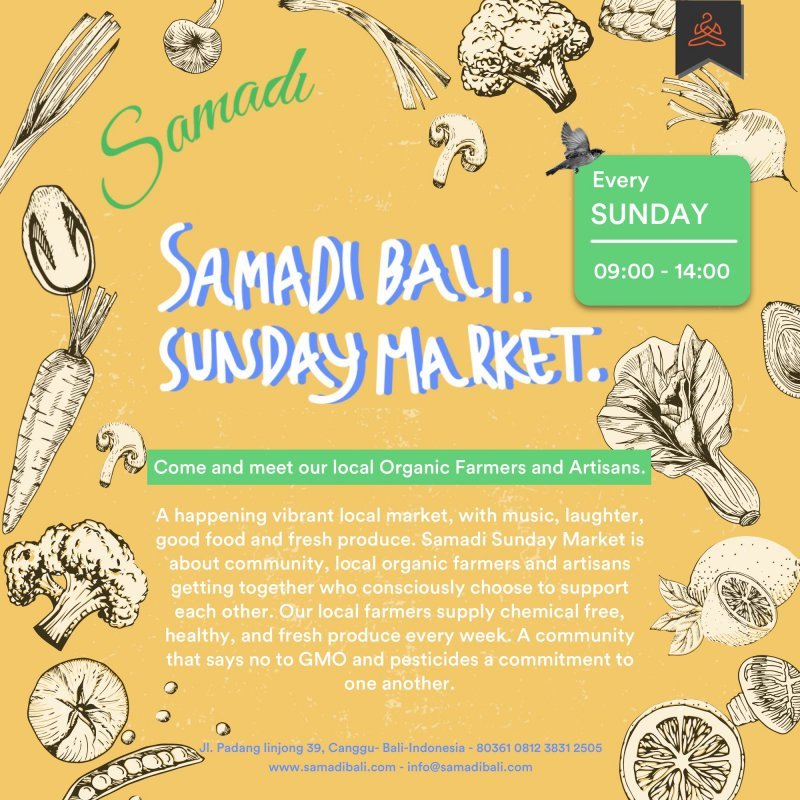 Samadi
Every
SUNDAY
09:00 - 14:00
SAMADI BALI.
SUNDAY MARKET.
Come and meet our local Organic Farmers and Artisans.
A happening vibrant local market, with music, laughter,
good food and fresh produce. Samadi Sunday Market is
about community, local organic farmers and artisans
getting together who consciously choose to support
each other. Our local farmers supply chemical free,
healthy, and fresh produce every week. A community
that says no to GMO and pesticides a commitment to
one another.
Jl. Padang linjong 39, Canggu- Bali-Indonesia - 80361 0812 3831 2505
www.samadibali.com - info@samadibali.com